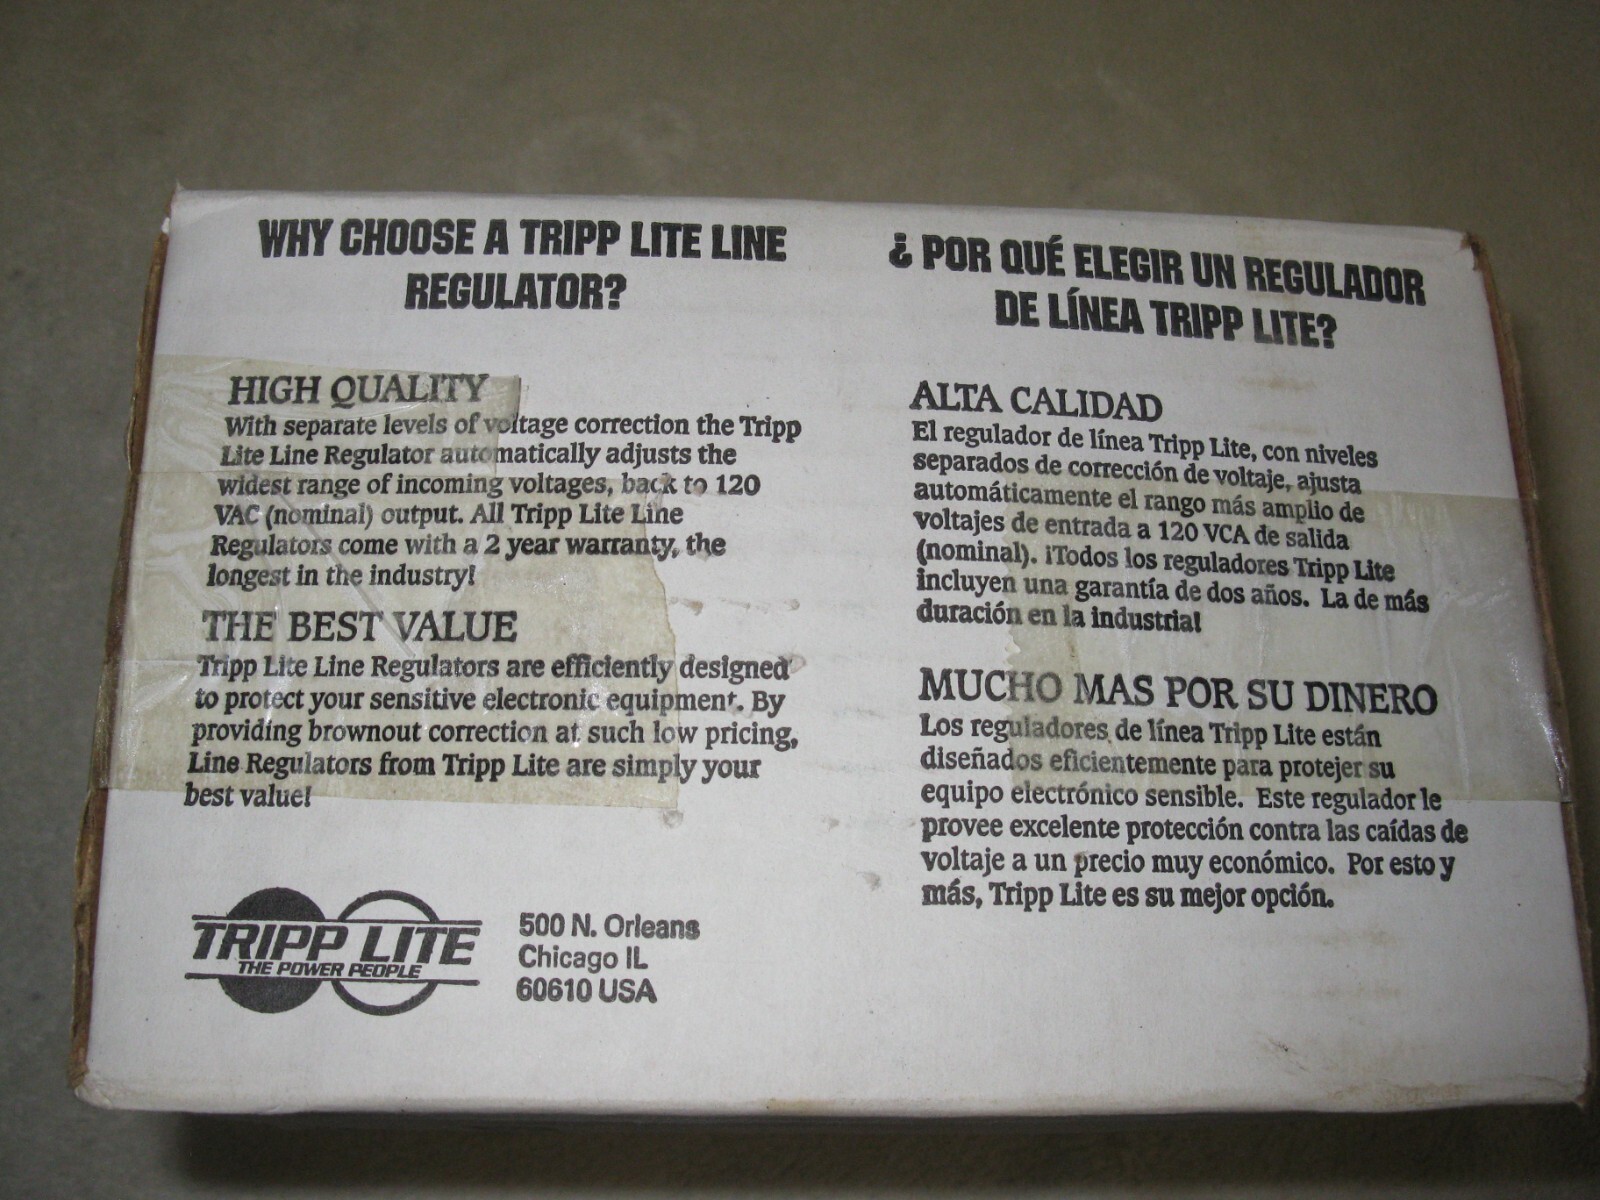 WHY CHOOSE A TRIPP LITE LINE
REGULATOR?
HIGH QUALITY
With separate levels of voltage correction the Tripp
Lite Line Regulator automatically adjusts the
widest range of incoming voltages, back to 120
VAC (nominal) output. All Tripp Lite Line
Regulators come with a 2 year warranty, the
longest in the industry!
THE BEST VALUE
Tripp Lite Line Regulators are efficiently designed
to protect your sensitive electronic equipment. By
providing brownout correction at such low pricing,
Line Regulators from Tripp Lite are simply your
best value!
TRIPP LITE
THE POWER PEOPLE
500 N. Orleans
Chicago IL
60610 USA
¿ POR QUÉ ELEGIR UN REGULADOR
DE LÍNEA TRIPP LITE?
ALTA CALIDAD
El regulador de línea Tripp Lite, con niveles
separados de corrección de voltaje, ajusta
automáticamente el rango más amplio de
voltajes de entrada a 120 VCA de salida
(nominal). ¡Todos los reguladores Tripp Lite
incluyen una garantía de dos años. La de más
duración en la industria!
MUCHO MAS POR SU DINERO
Los reguladores de línea Tripp Lite están
diseñados eficientemente para protejer su
equipo electrónico sensible. Este regulador le
provee excelente protección contra las caídas de
voltaje a un precio muy económico. Por esto y
más, Tripp Lite es su mejor opción.